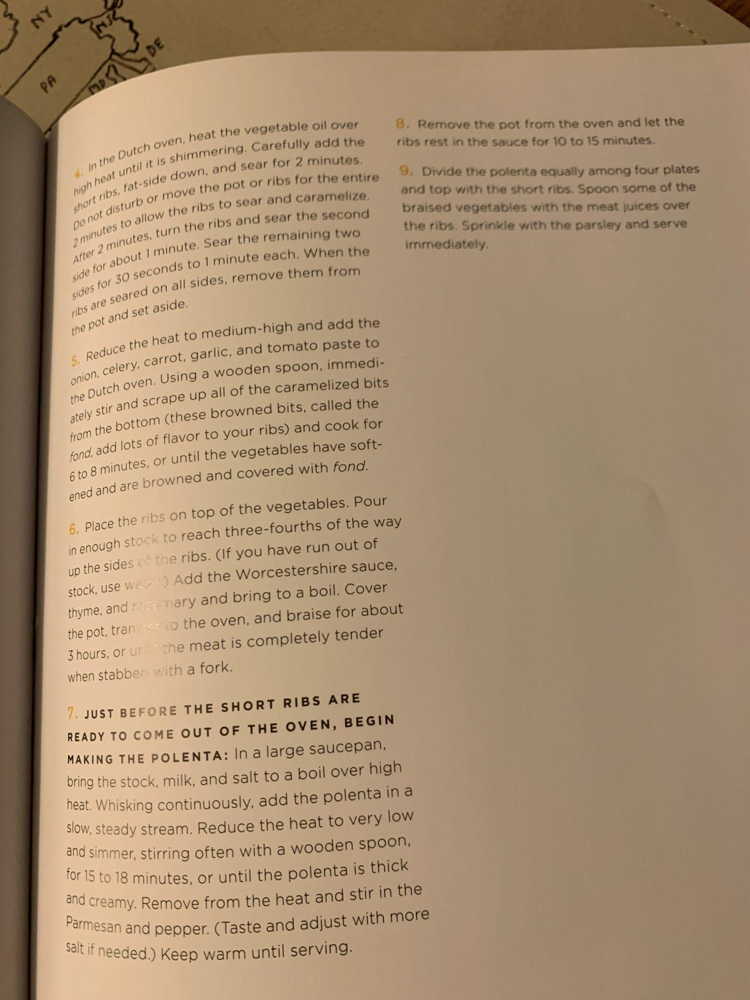 NY
NJ
DE
PA
MD
4. In the Dutch oven, heat the vegetable oil over
high heat until it is shimmering. Carefully add the
short ribs, fat-side down, and sear for 2 minutes.
Do not disturb or move the pot or ribs for the entire
2 minutes to allow the ribs to sear and caramelize.
After 2 minutes, turn the ribs and sear the second
side for about 1 minute. Sear the remaining two
sides for 30 seconds to 1 minute each. When the
ribs are seared on all sides, remove them from
the pot and set aside.
5. Reduce the heat to medium-high and add the
onion, celery, carrot, garlic, and tomato paste to
the Dutch oven. Using a wooden spoon, immedi-
ately stir and scrape up all of the caramelized bits
from the bottom (these browned bits, called the
fond, add lots of flavor to your ribs) and cook for
6 to 8 minutes, or until the vegetables have soft-
ened and are browned and covered with fond.
6. Place the ribs on top of the vegetables. Pour
in enough stock to reach three-fourths of the way
up the sides of the ribs. (If you have run out of
stock, use water.) Add the Worcestershire sauce,
thyme, and rosemary and bring to a boil. Cover
the pot, transfer to the oven, and braise for about
3 hours, or until the meat is completely tender
when stabbed with a fork.
7. JUST BEFORE THE SHORT RIBS ARE
READY TO COME OUT OF THE OVEN, BEGIN
MAKING THE POLENTA: In a large saucepan,
bring the stock, milk, and salt to a boil over high
heat. Whisking continuously, add the polenta in a
slow, steady stream. Reduce the heat to very low
and simmer, stirring often with a wooden spoon,
for 15 to 18 minutes, or until the polenta is thick
and creamy. Remove from the heat and stir in the
Parmesan and pepper. (Taste and adjust with more
salt if needed.) Keep warm until serving.
8. Remove the pot from the oven and let the
ribs rest in the sauce for 10 to 15 minutes.
9. Divide the polenta equally among four plates
and top with the short ribs. Spoon some of the
braised vegetables with the meat juices over
the ribs. Sprinkle with the parsley and serve
immediately.